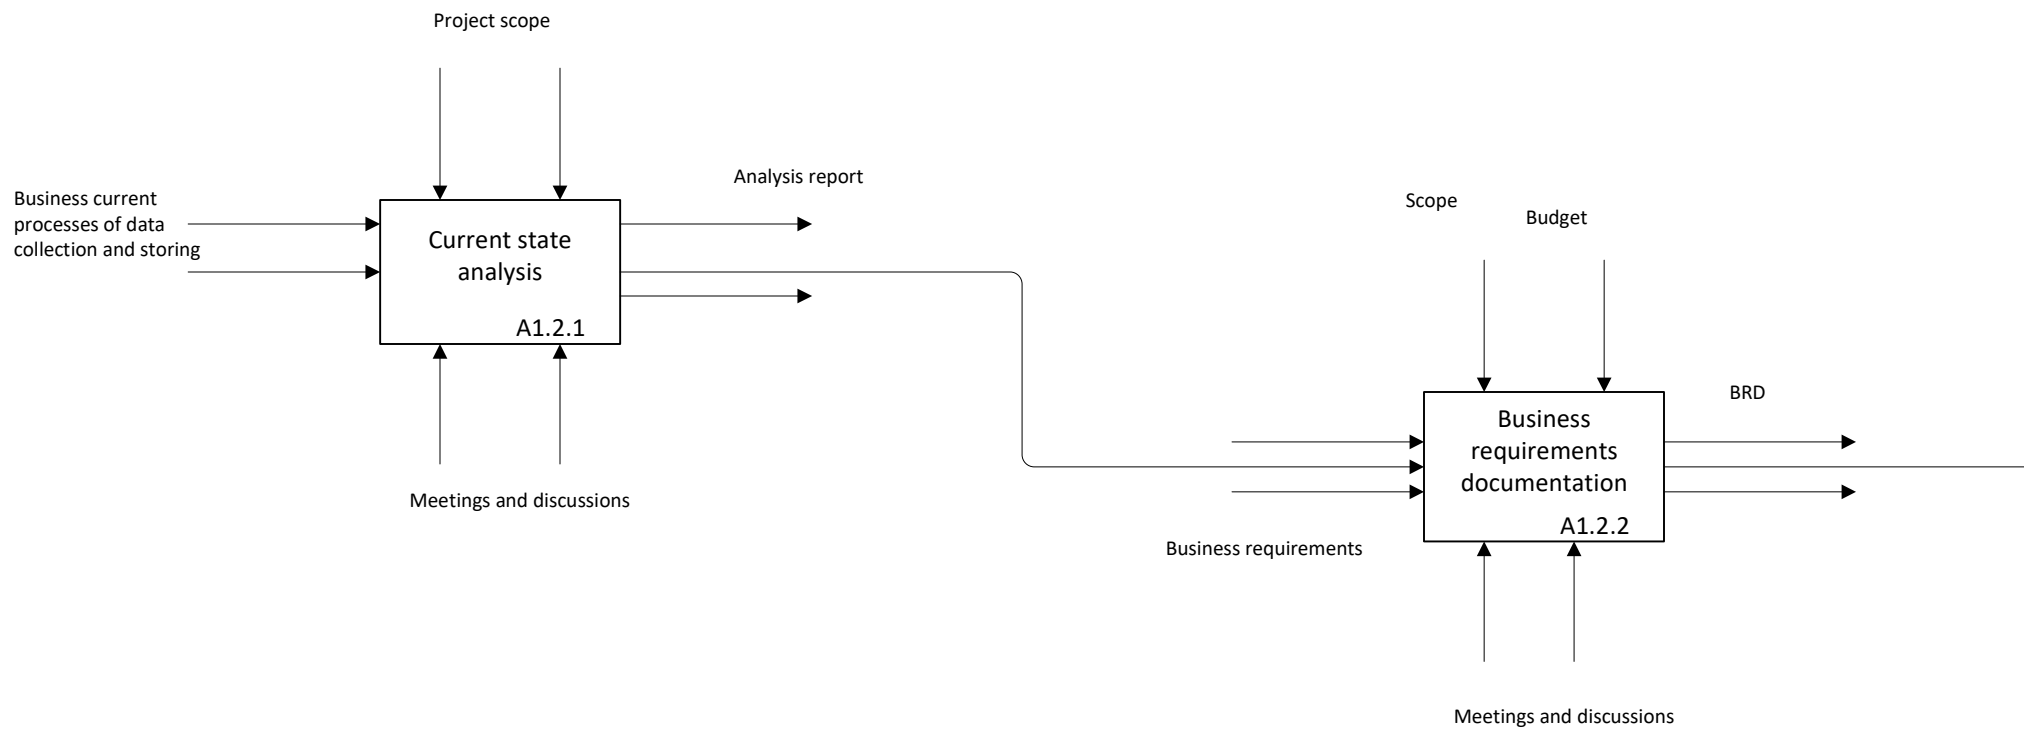 Project scope
Business current
processes of data
collection and storing
Analysis report
Current state
analysis
A1.2.1
Meetings and discussions
Scope
Budget
BRD
Business
requirements
documentation
A1.2.2
Business requirements
Meetings and discussions